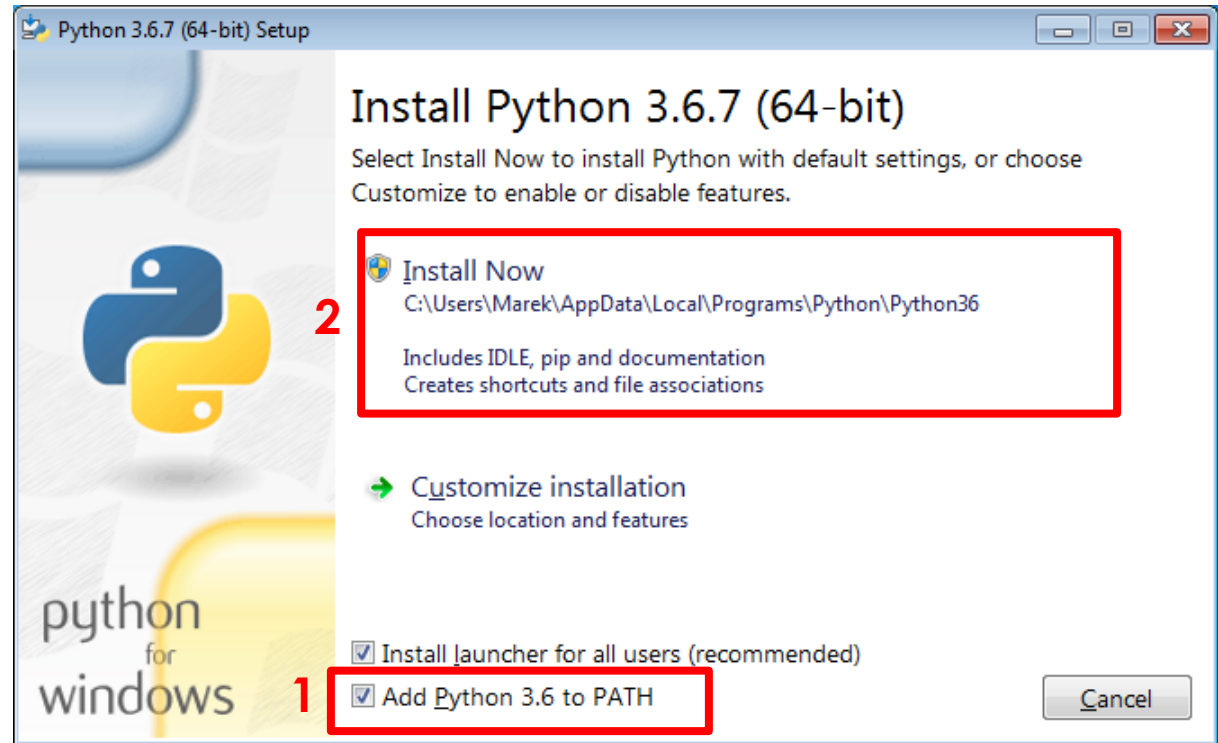 Python 3.6.7 (64-bit) Setup
Install Python 3.6.7 (64-bit)
Select Install Now to install Python with default settings, or choose
Customize to enable or disable features.
2
Install Now
C:\Users\Marek\AppData\Local\Programs\Python\Python36
Includes IDLE, pip and documentation
Creates shortcuts and file associations
Customize installation
Choose location and features
python
for
windows
Install launcher for all users (recommended)
1
Add Python 3.6 to PATH
Cancel